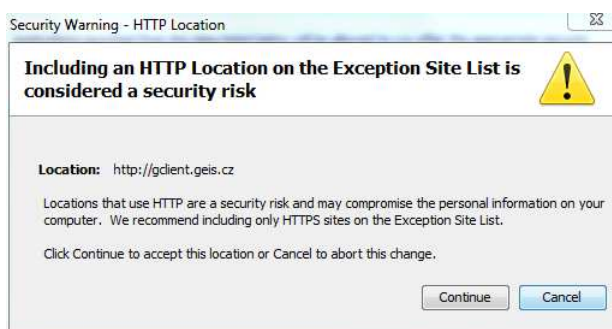 Security Warning - HTTP Location
Including an HTTP Location on the Exception Site List is
considered a security risk
Location: http://gclient.geis.cz
Locations that use HTTP are a security risk and may compromise the personal information on your
computer. We recommend including only HTTPS sites on the Exception Site List.
Click Continue to accept this location or Cancel to abort this change.
Continue Cancel